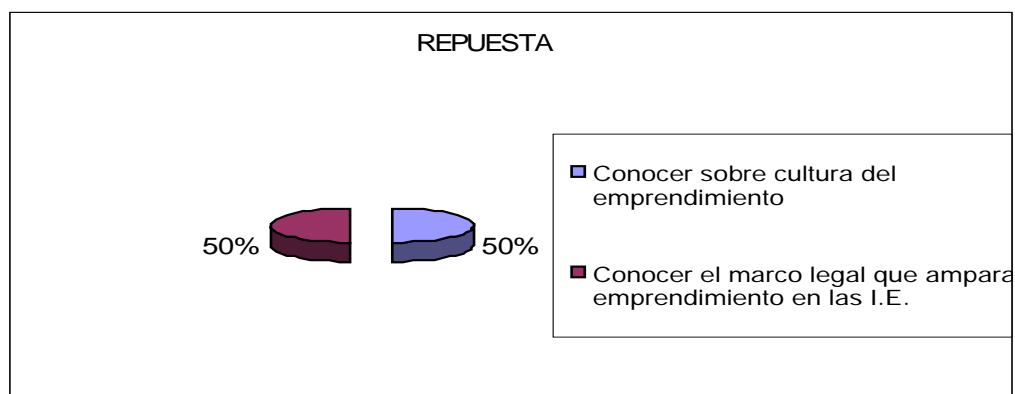 REPUESTA
Conocer sobre cultura del
emprendimiento
50%
50%
Conocer el marco legal que ampara
emprendimiento en las I.E.